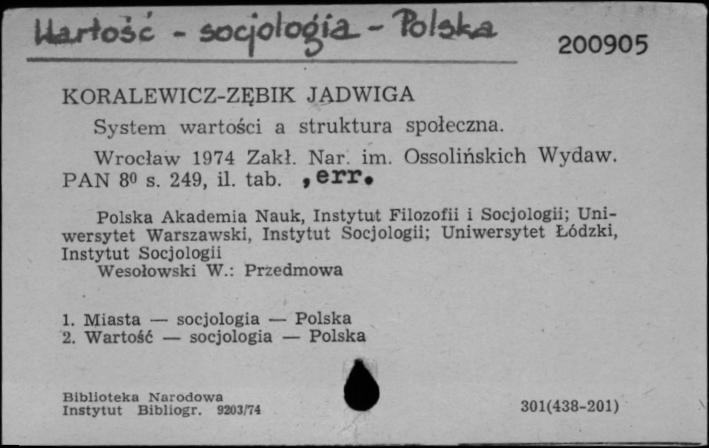 Wartość - socjologia - Polska
200905
KORALEWICZ-ZĘBIK JADWIGA
System wartości a struktura społeczna.
Wrocław 1974 Zakł. Nar. im. Ossolińskich Wydaw.
PAN 8⁰ s. 249, il. tab. , err.
Polska Akademia Nauk, Instytut Filozofii i Socjologii; Uni-
wersytet Warszawski, Instytut Socjologii; Uniwersytet Łódzki,
Instytut Socjologii
Wesołowski W.: Przedmowa
1. Miasta — socjologia — Polska
2. Wartość — socjologia — Polska
Biblioteka Narodowa
Instytut Bibliogr. 9203/74
301(438-201)